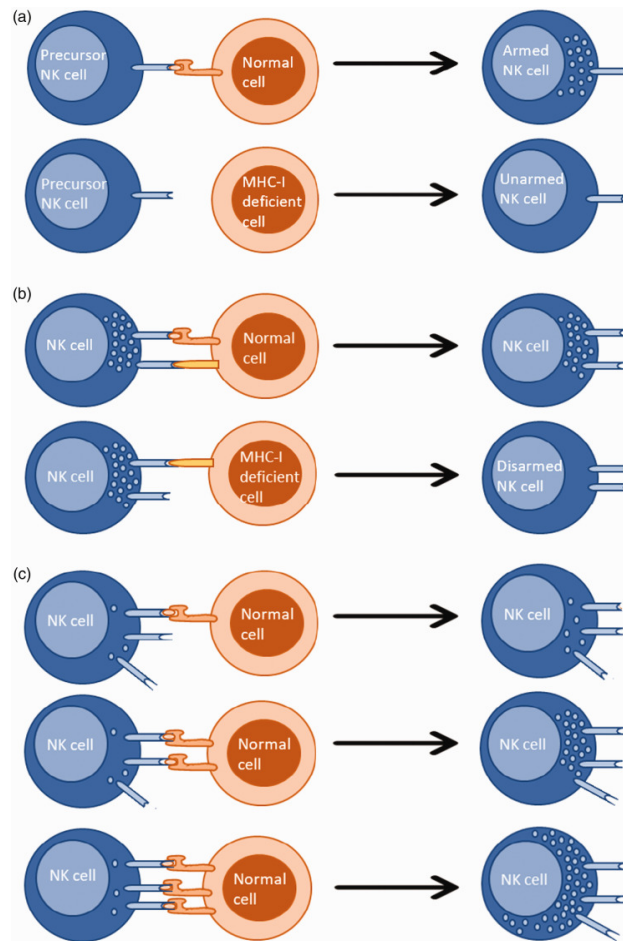 (a)
Precursor
NK cell
Normal
cell
Armed
NK cell
Precursor
NK cell
MHC-I
deficient
cell
Unarmed
NK cell
(b)
NK cell
Normal
cell
NK cell
NK cell
MHC-I
deficient
cell
Disarmed
NK cell
(c)
NK cell
Normal
cell
NK cell
NK cell
Normal
cell
NK cell
NK cell
Normal
cell
NK cell